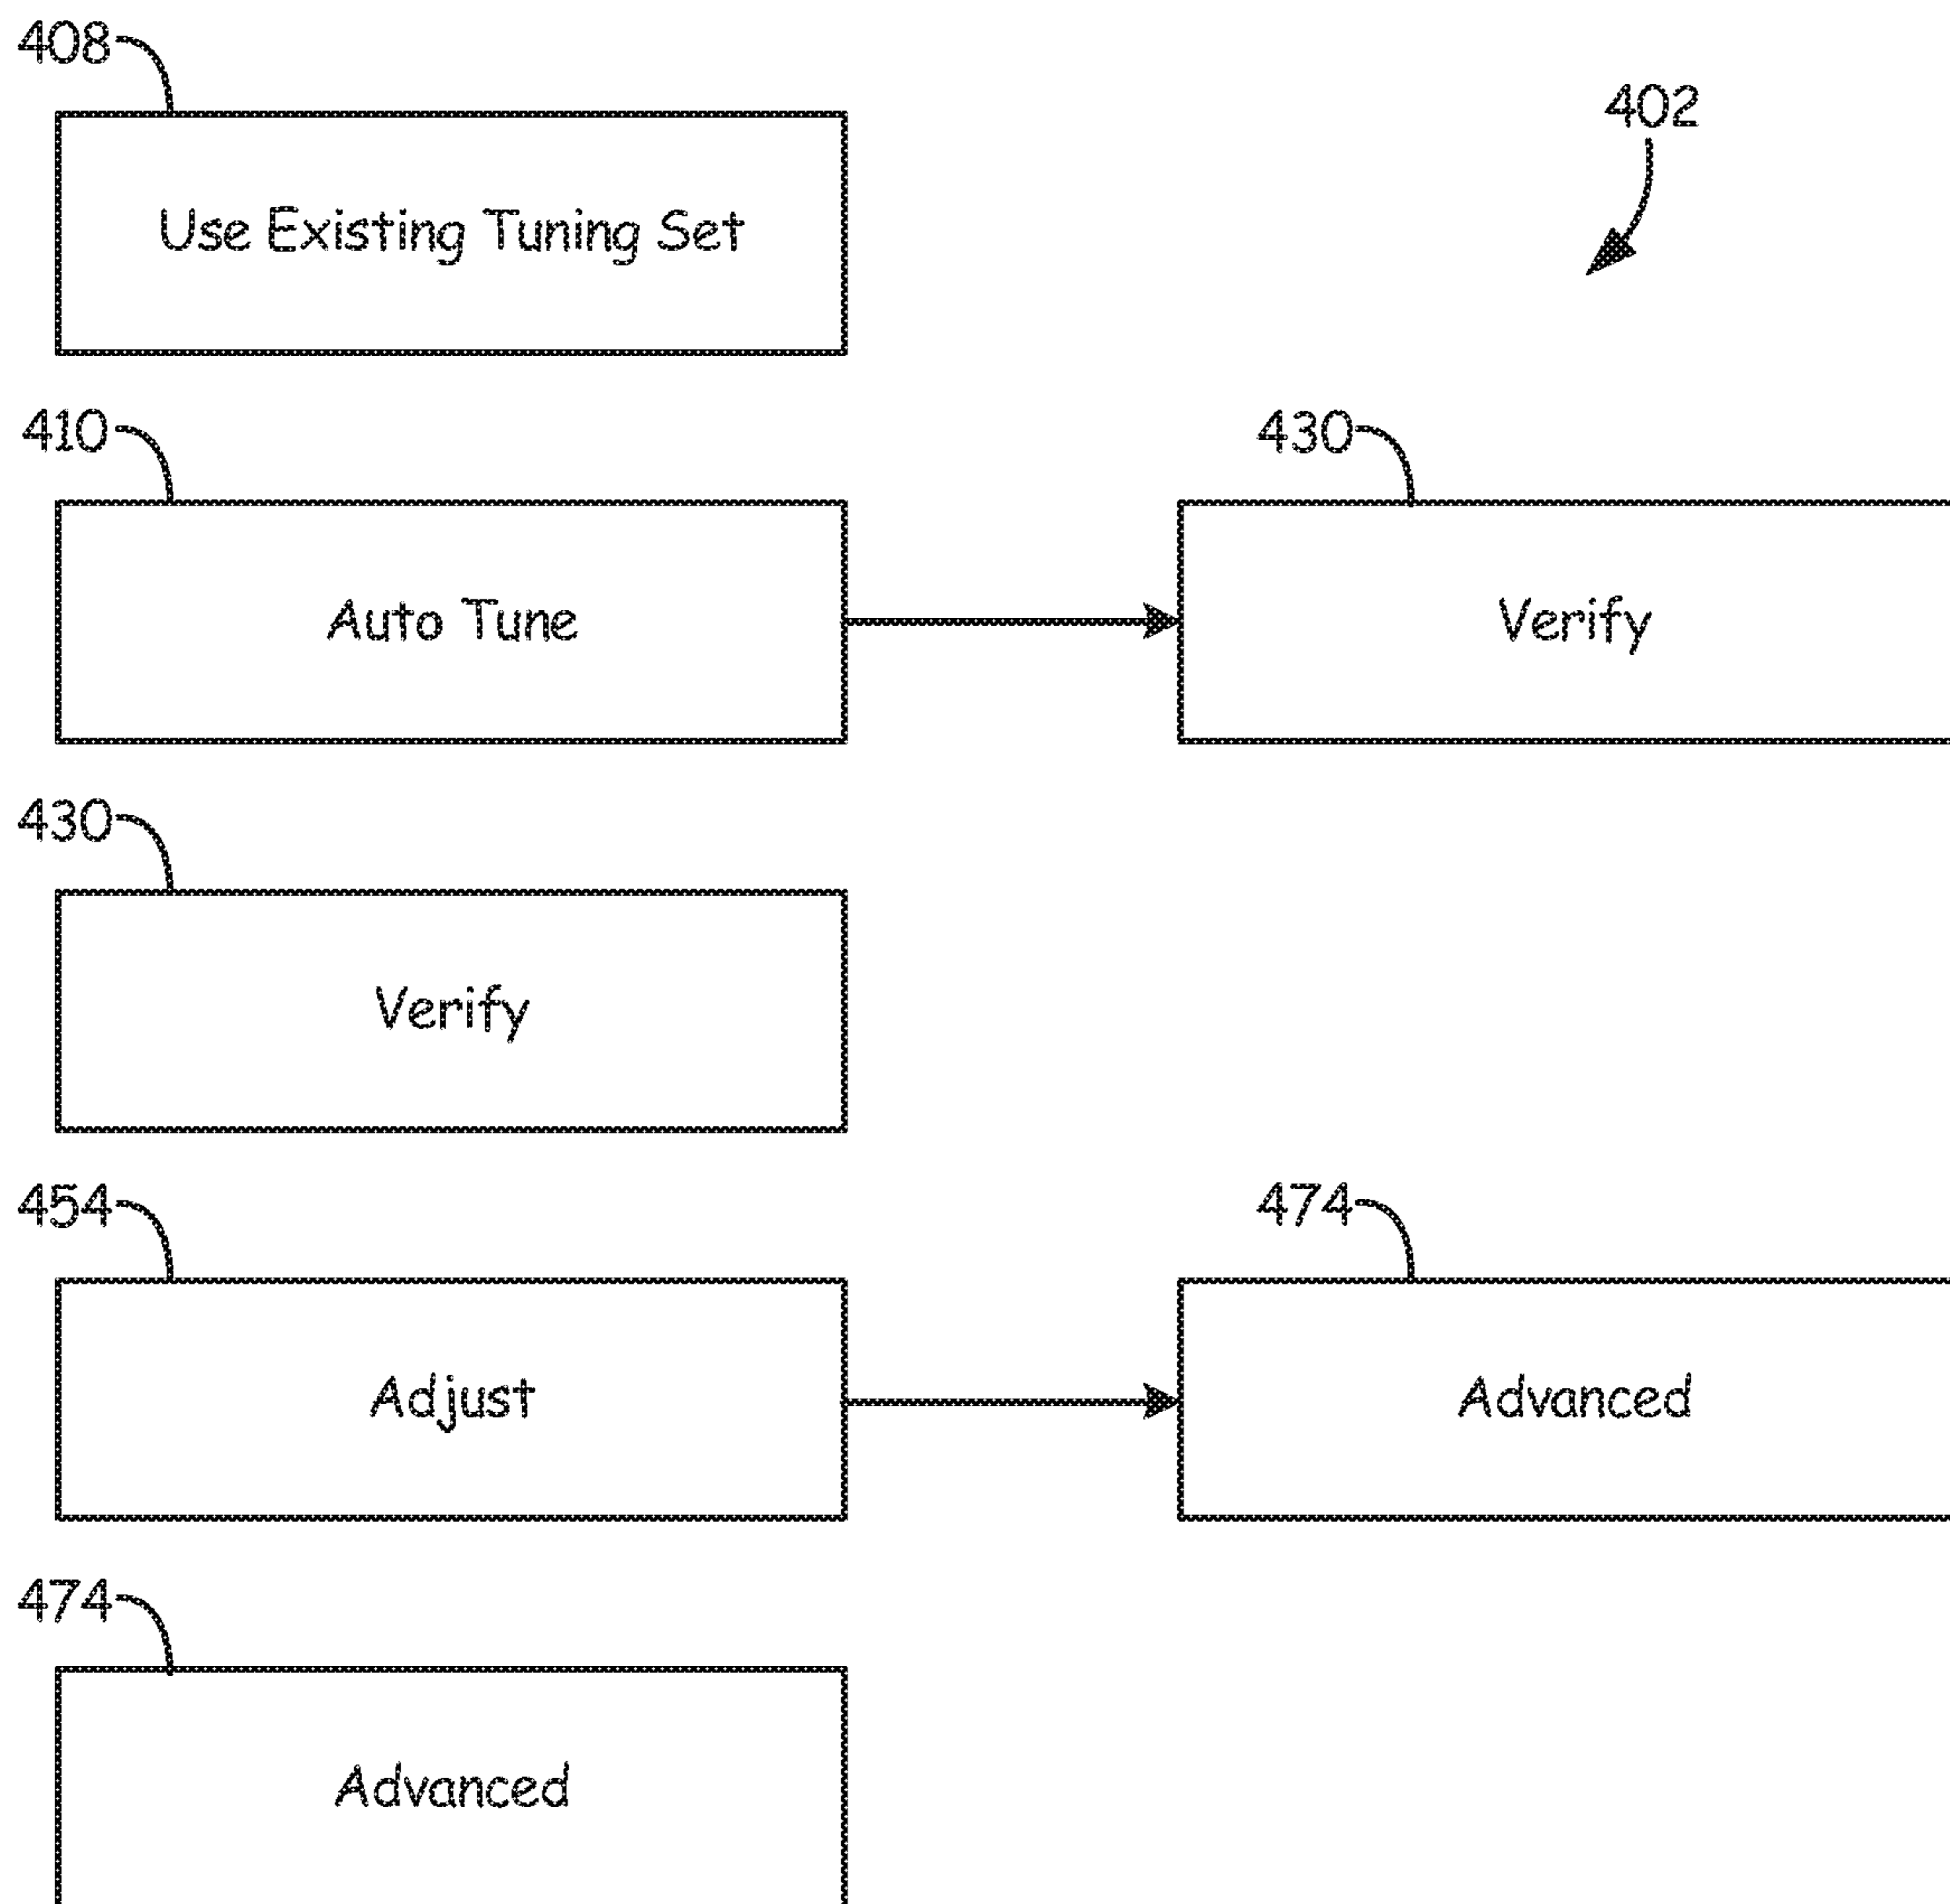 408
402
Use Existing Tuning Set
410
430
Auto Tune
Verify
430
Verify
454
474
Adjust
Advanced
474
Advanced